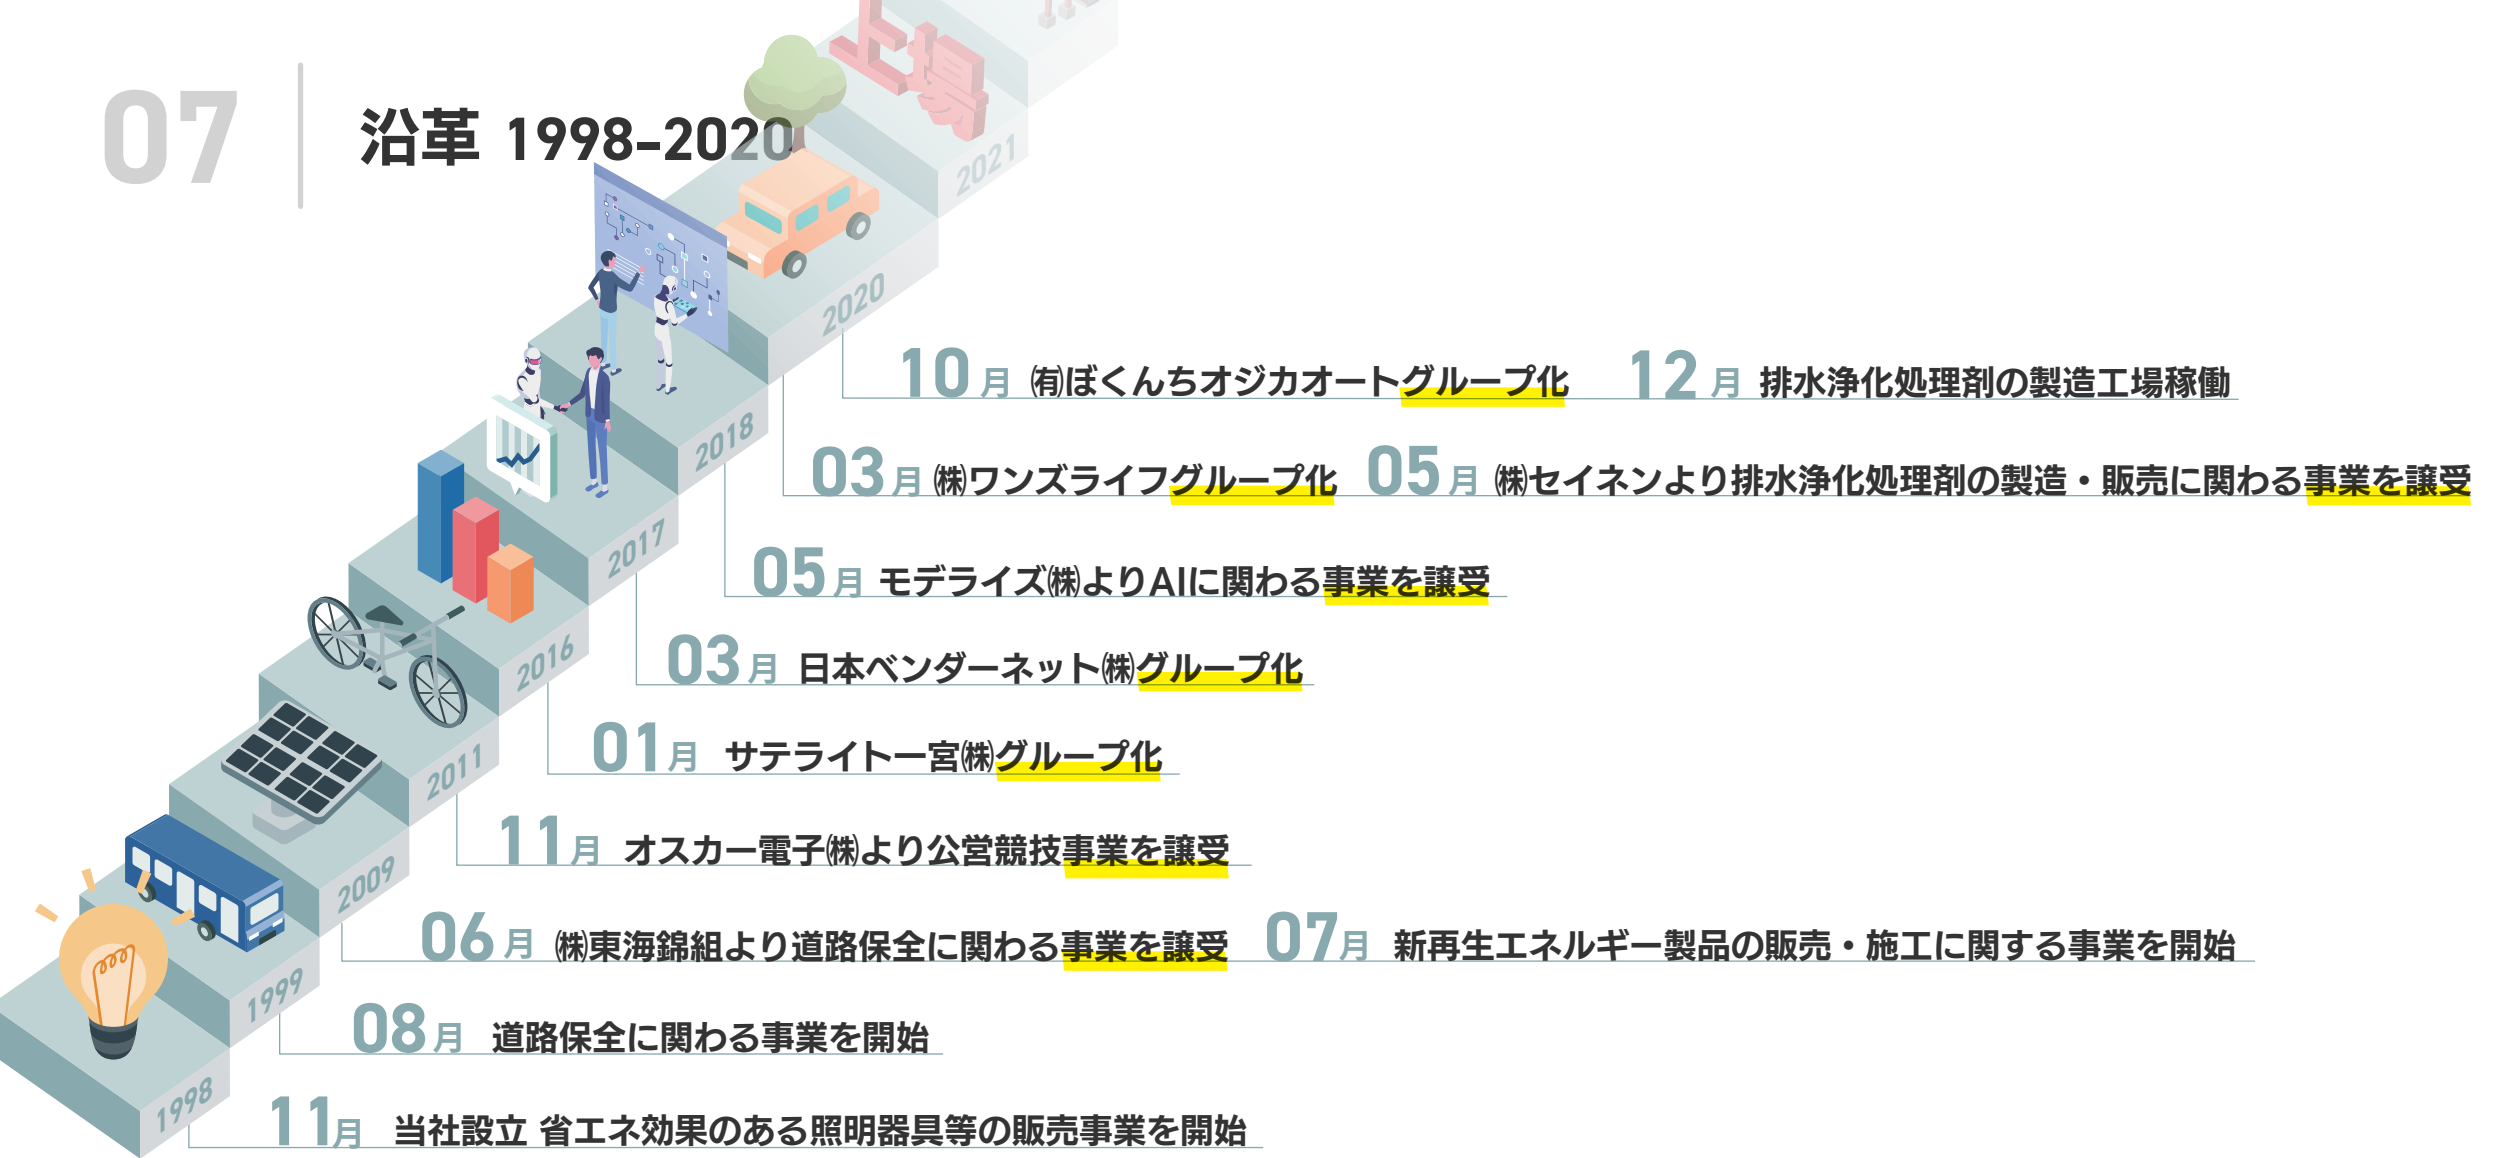 07
沿革 1998-2020
上場
2021
2020
10月 ㈲ぼくんちオジカオートグループ化 12月 排水浄化処理剤の製造工場稼働
2018
03月 ㈱ワンズライフグループ化 05月 ㈱セイネンより排水浄化処理剤の製造・販売に関わる事業を譲受
2017
05月 モデライズ㈱よりAIに関わる事業を譲受
2016
03月 日本ベンダーネット㈱グループ化
2011
01月 サテライト一宮㈱グループ化
2009
11月 オスカー電子㈱より公営競技事業を譲受
1999
06月 ㈱東海錦組より道路保全に関わる事業を譲受 07月 新再生エネルギー製品の販売・施工に関する事業を開始
1998
08月 道路保全に関わる事業を開始
11月 当社設立 省エネ効果のある照明器具等の販売事業を開始